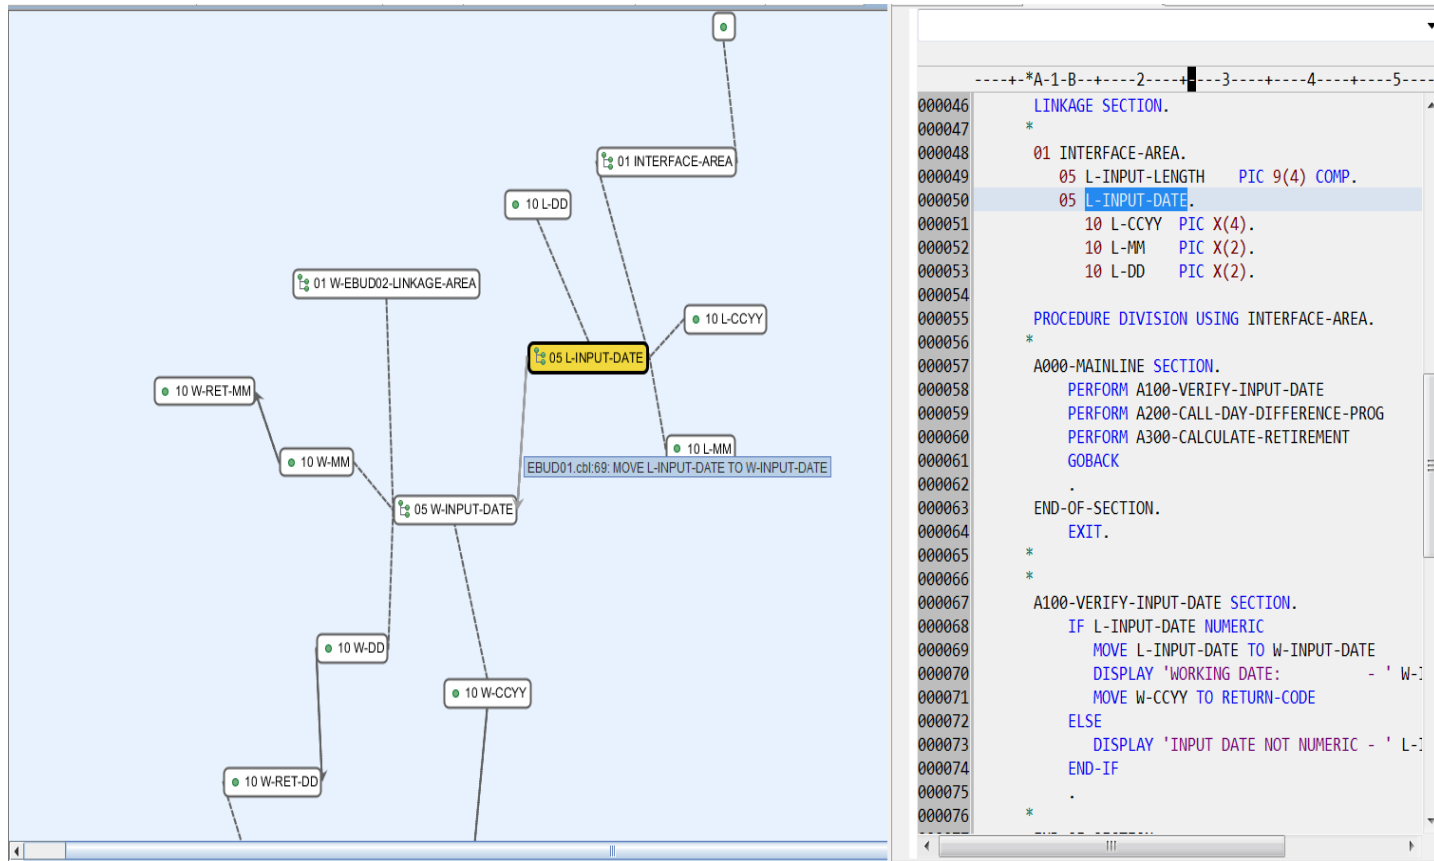 01 INTERFACE-AREA
10 L-DD
01 W-EBUD02-LINKAGE-AREA
10 L-CCYY
05 L-INPUT-DATE
10 W-RET-MM
10 L-MM
10 W-MM
EBUD01.cbl:69: MOVE L-INPUT-DATE TO W-INPUT-DATE
05 W-INPUT-DATE
10 W-DD
10 W-CCYY
10 W-RET-DD
----+-*A-1-B--+----2----+----3----+----4----+----5----
000046 LINKAGE SECTION.
000047 *
000048 01 INTERFACE-AREA.
000049 05 L-INPUT-LENGTH PIC 9(4) COMP.
000050 05 L-INPUT-DATE.
000051 10 L-CCYY PIC X(4).
000052 10 L-MM PIC X(2).
000053 10 L-DD PIC X(2).
000054
000055 PROCEDURE DIVISION USING INTERFACE-AREA.
000056 *
000057 A000-MAINLINE SECTION.
000058 PERFORM A100-VERIFY-INPUT-DATE
000059 PERFORM A200-CALL-DAY-DIFFERENCE-PROG
000060 PERFORM A300-CALCULATE-RETIREMENT
000061 GOBACK
000062 .
000063 END-OF-SECTION.
000064 EXIT.
000065 *
000066 *
000067 A100-VERIFY-INPUT-DATE SECTION.
000068 IF L-INPUT-DATE NUMERIC
000069 MOVE L-INPUT-DATE TO W-INPUT-DATE
000070 DISPLAY 'WORKING DATE: - ' W-
000071 MOVE W-CCYY TO RETURN-CODE
000072 ELSE
000073 DISPLAY 'INPUT DATE NOT NUMERIC - ' L-
000074 END-IF
000075 .
000076 *